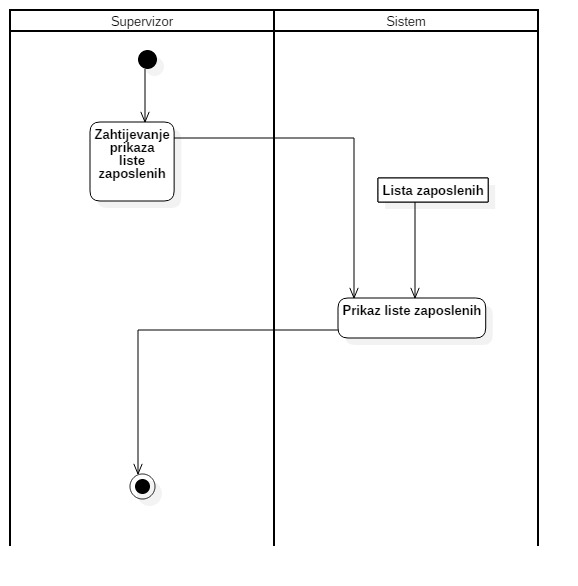 Supervizor
Sistem
Zahtijevanje
prikaza
liste
zaposlenih
Lista zaposlenih
Prikaz liste zaposlenih